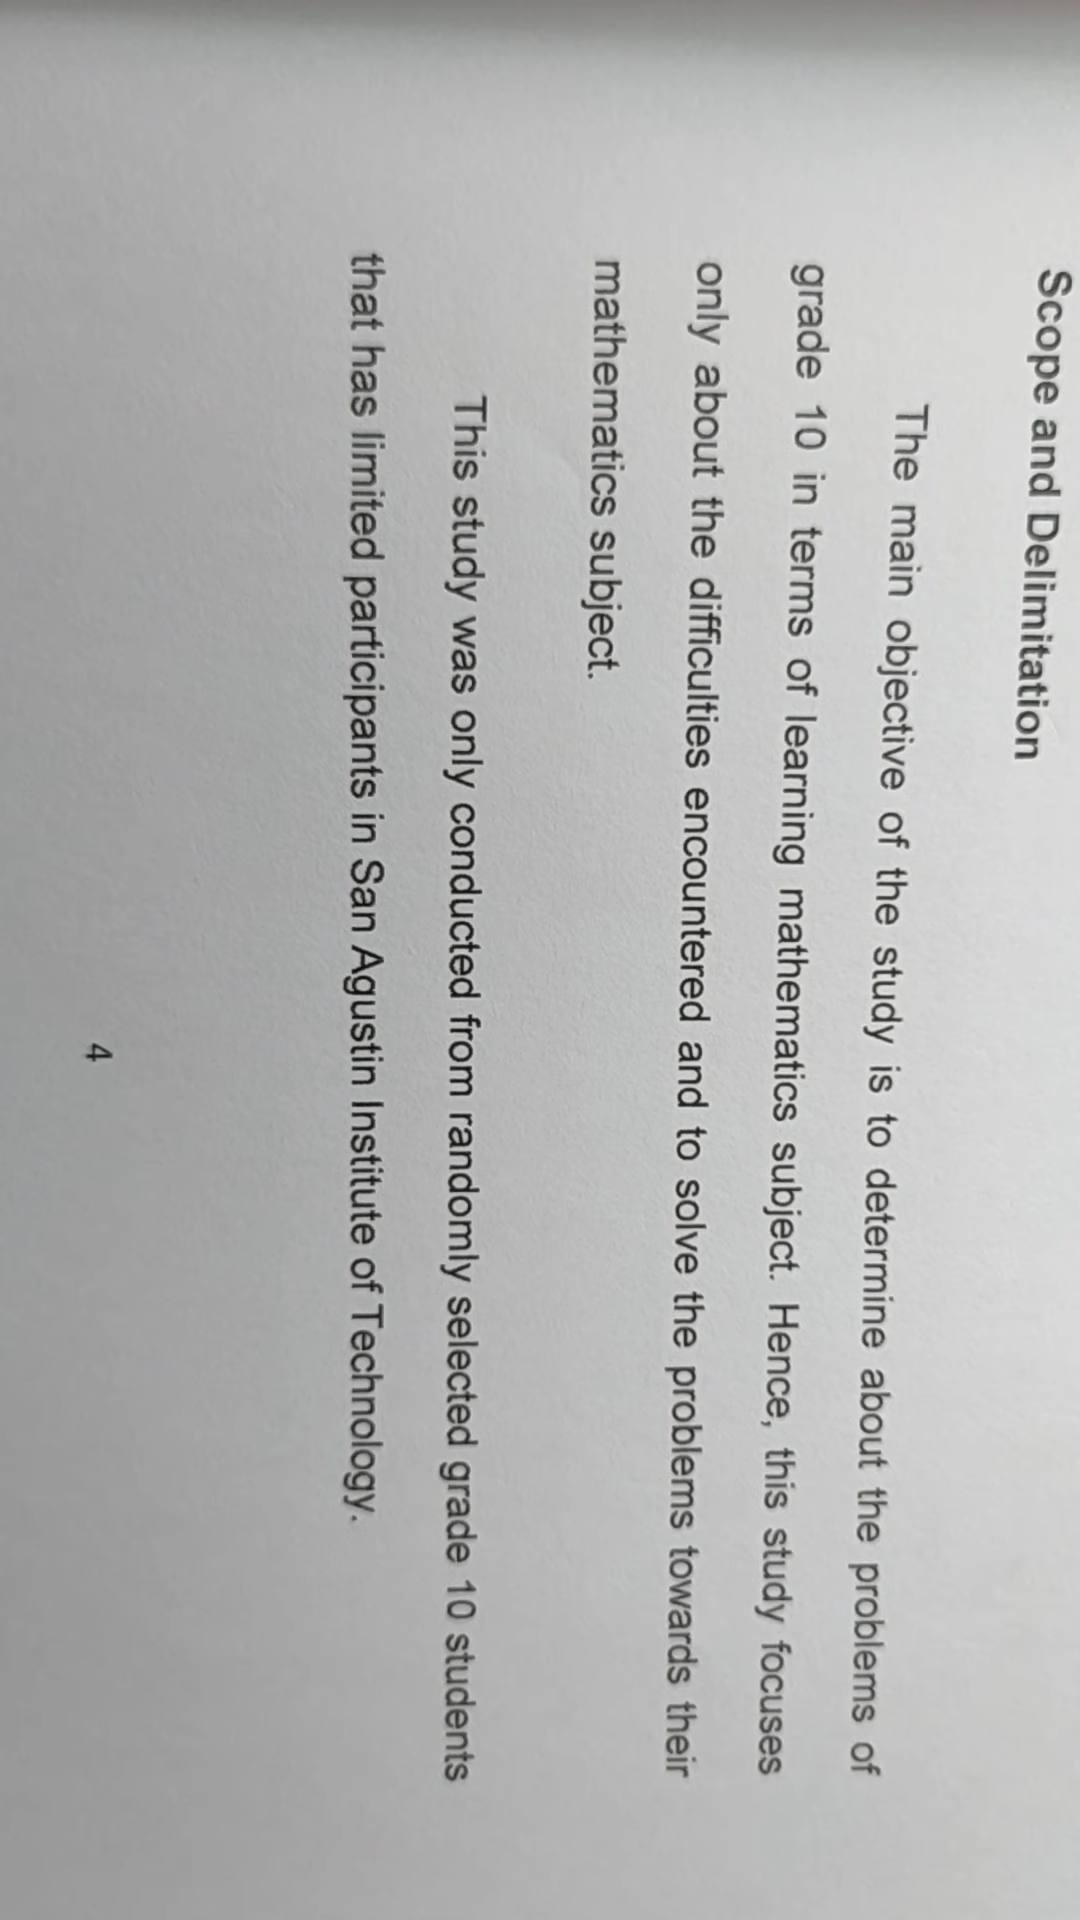 Scope and Delimitation
The main objective of the study is to determine about the problems of
grade 10 in terms of learning mathematics subject. Hence, this study focuses
only about the difficulties encountered and to solve the problems towards their
mathematics subject.
This study was only conducted from randomly selected grade 10 students
that has limited participants in San Agustin Institute of Technology.
4